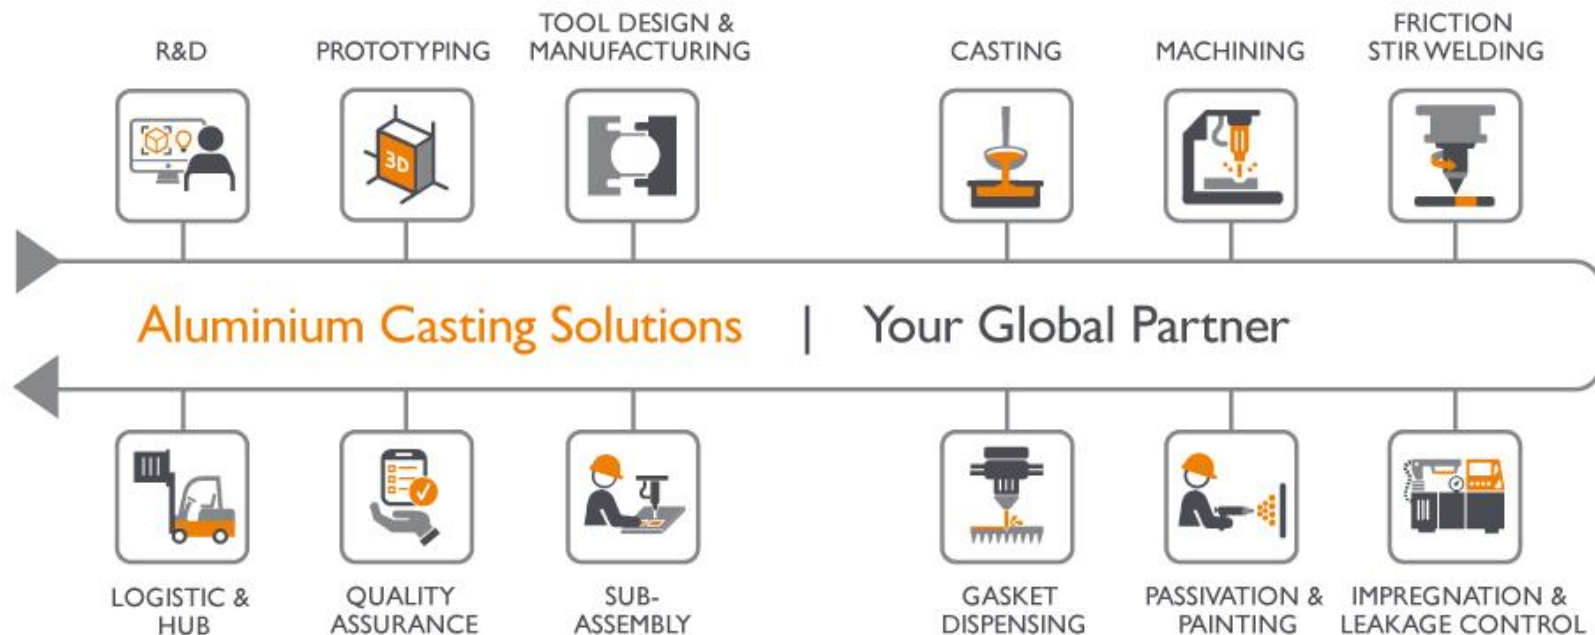 R&D
PROTOTYPING
TOOL DESIGN &
MANUFACTURING
CASTING
MACHINING
FRICTION
STIR WELDING
3D
Aluminium Casting Solutions | Your Global Partner
LOGISTIC &
HUB
QUALITY
ASSURANCE
SUB-
ASSEMBLY
GASKET
DISPENSING
PASSIVATION &
PAINTING
IMPREGNATION &
LEAKAGE CONTROL